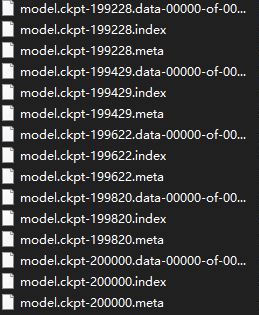 model.ckpt-199228.data-00000-of-00...
model.ckpt-199228.index
model.ckpt-199228.meta
model.ckpt-199429.data-00000-of-00...
model.ckpt-199429.index
model.ckpt-199429.meta
model.ckpt-199622.data-00000-of-00...
model.ckpt-199622.index
model.ckpt-199622.meta
model.ckpt-199820.data-00000-of-00...
model.ckpt-199820.index
model.ckpt-199820.meta
model.ckpt-200000.data-00000-of-00...
model.ckpt-200000.index
model.ckpt-200000.meta